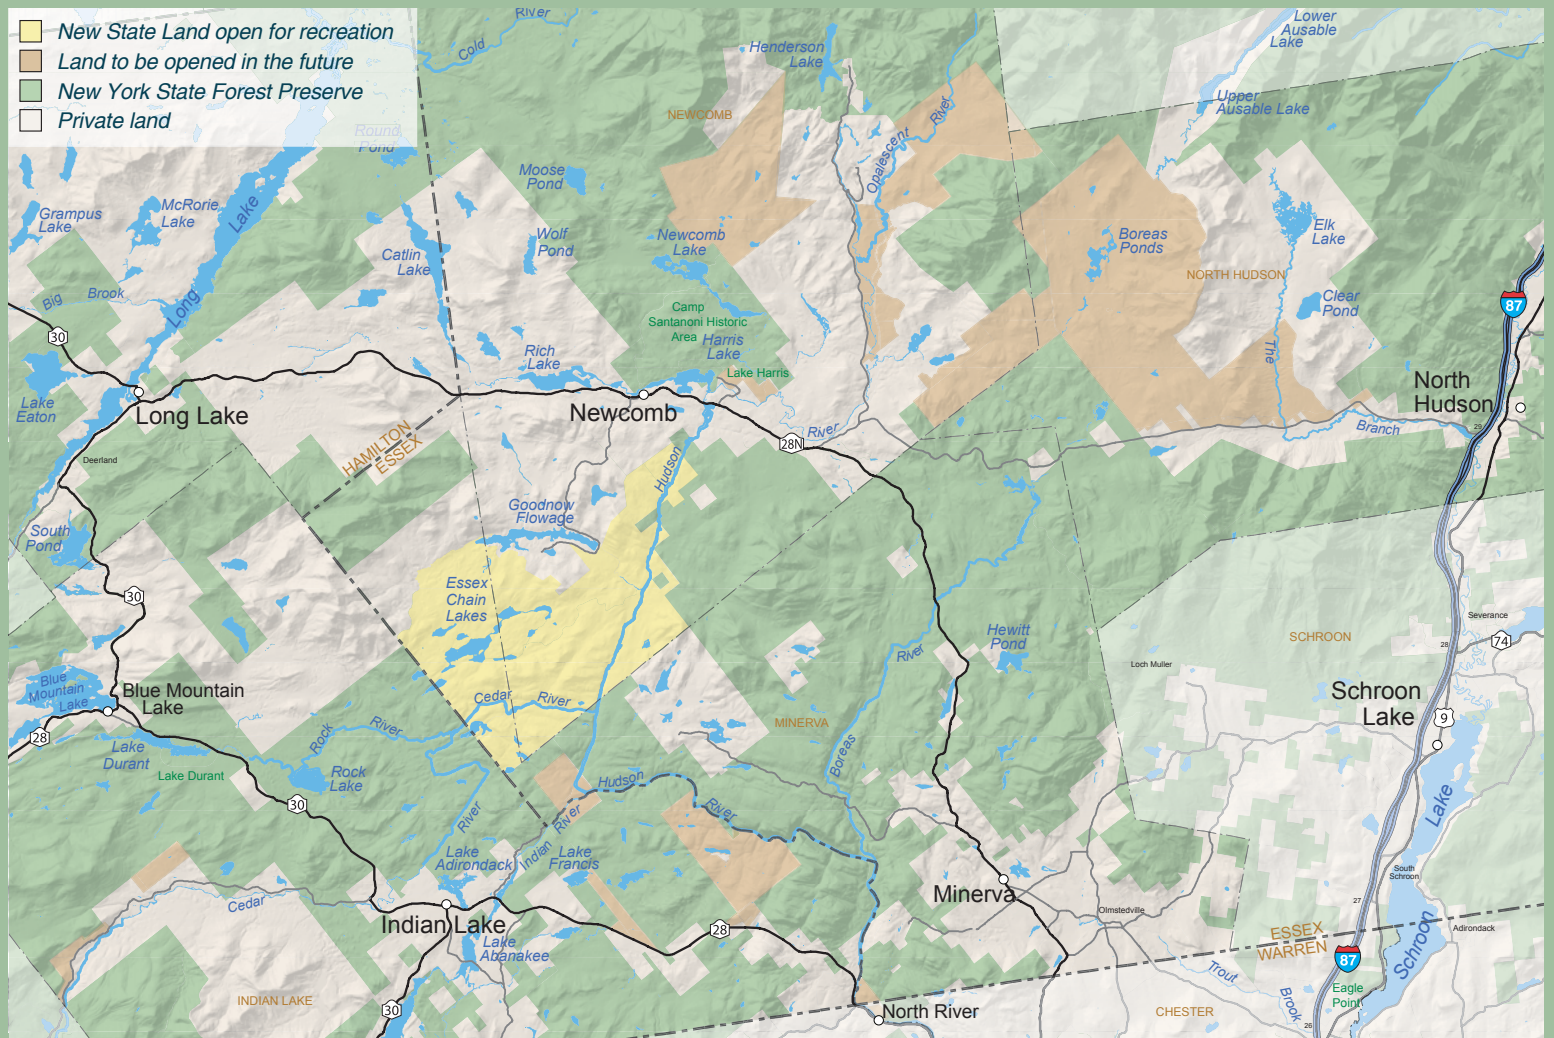 New State Land open for recreation
Land to be opened in the future
New York State Forest Preserve
Private land
River
Cold
Henderson
Lake
Lower
Ausable
Lake
Upper
Ausable Lake
NEWCOMB
River
Opalescent
Round
Pond
Moose
Pond
Grampus
Lake
McRorie
Lake
Long
Lake
Wolf
Pond
Catlin
Lake
Newcomb
Lake
Boreas
Ponds
Elk
Lake
NORTH HUDSON
Clear
Pond
87
Big
Brook
30
Camp
Santanoni Historic
Area
Harris
Lake
Rich
Lake
Lake Harris
The
Branch
North
Hudson
29
Lake
Eaton
Long Lake
Newcomb
28N
River
HAMILTON
ESSEX
Deerland
Hudson
Goodnow
Flowage
South
Pond
30
Essex
Chain
Lakes
Severance
74
28
SCHROON
Hewitt
Pond
River
Loch Muller
Blue
Mountain
Lake
Blue Mountain
Lake
Schroon
Lake
9
Cedar
River
MINERVA
28
Rock
River
Lake
Durant
Lake Durant
Rock
Lake
Boreas
Hudson
River
30
River
River
Indian
Lake
Adirondack
Lake
Francis
Lake
South
Schroon
Minerva
Olmstedville
27
Cedar
Indian Lake
28
Lake
Abanakee
ESSEX
WARREN
Adirondack
Schroon
87
Eagle
Point
INDIAN LAKE
30
North River
CHESTER
Trout
Brook
26